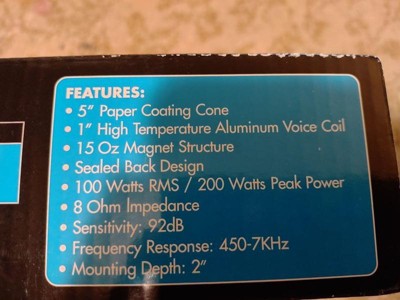 FEATURES:
• 5" Paper Coating Cone
• 1" High Temperature Aluminum Voice Coil
• 15 Oz Magnet Structure
• Sealed Back Design
• 100 Watts RMS / 200 Watts Peak Power
• 8 Ohm Impedance
• Sensitivity: 92dB
• Frequency Response: 450-7KHz
• Mounting Depth: 2"